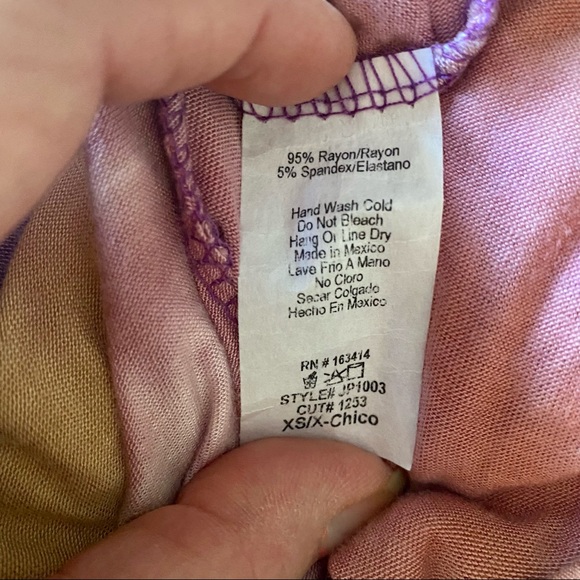 95% Rayon/Rayon
5% Spandex/Elastano
Hand Wash Cold
Do Not Bleach
Hang Or Line Dry
Made in Mexico
Lave Frio A Mano
No Cloro
Secar Colgado
Hecho En Mexico
RN # 163414
STYLE# JP1003
CUT# 1253
XS/X-Chico